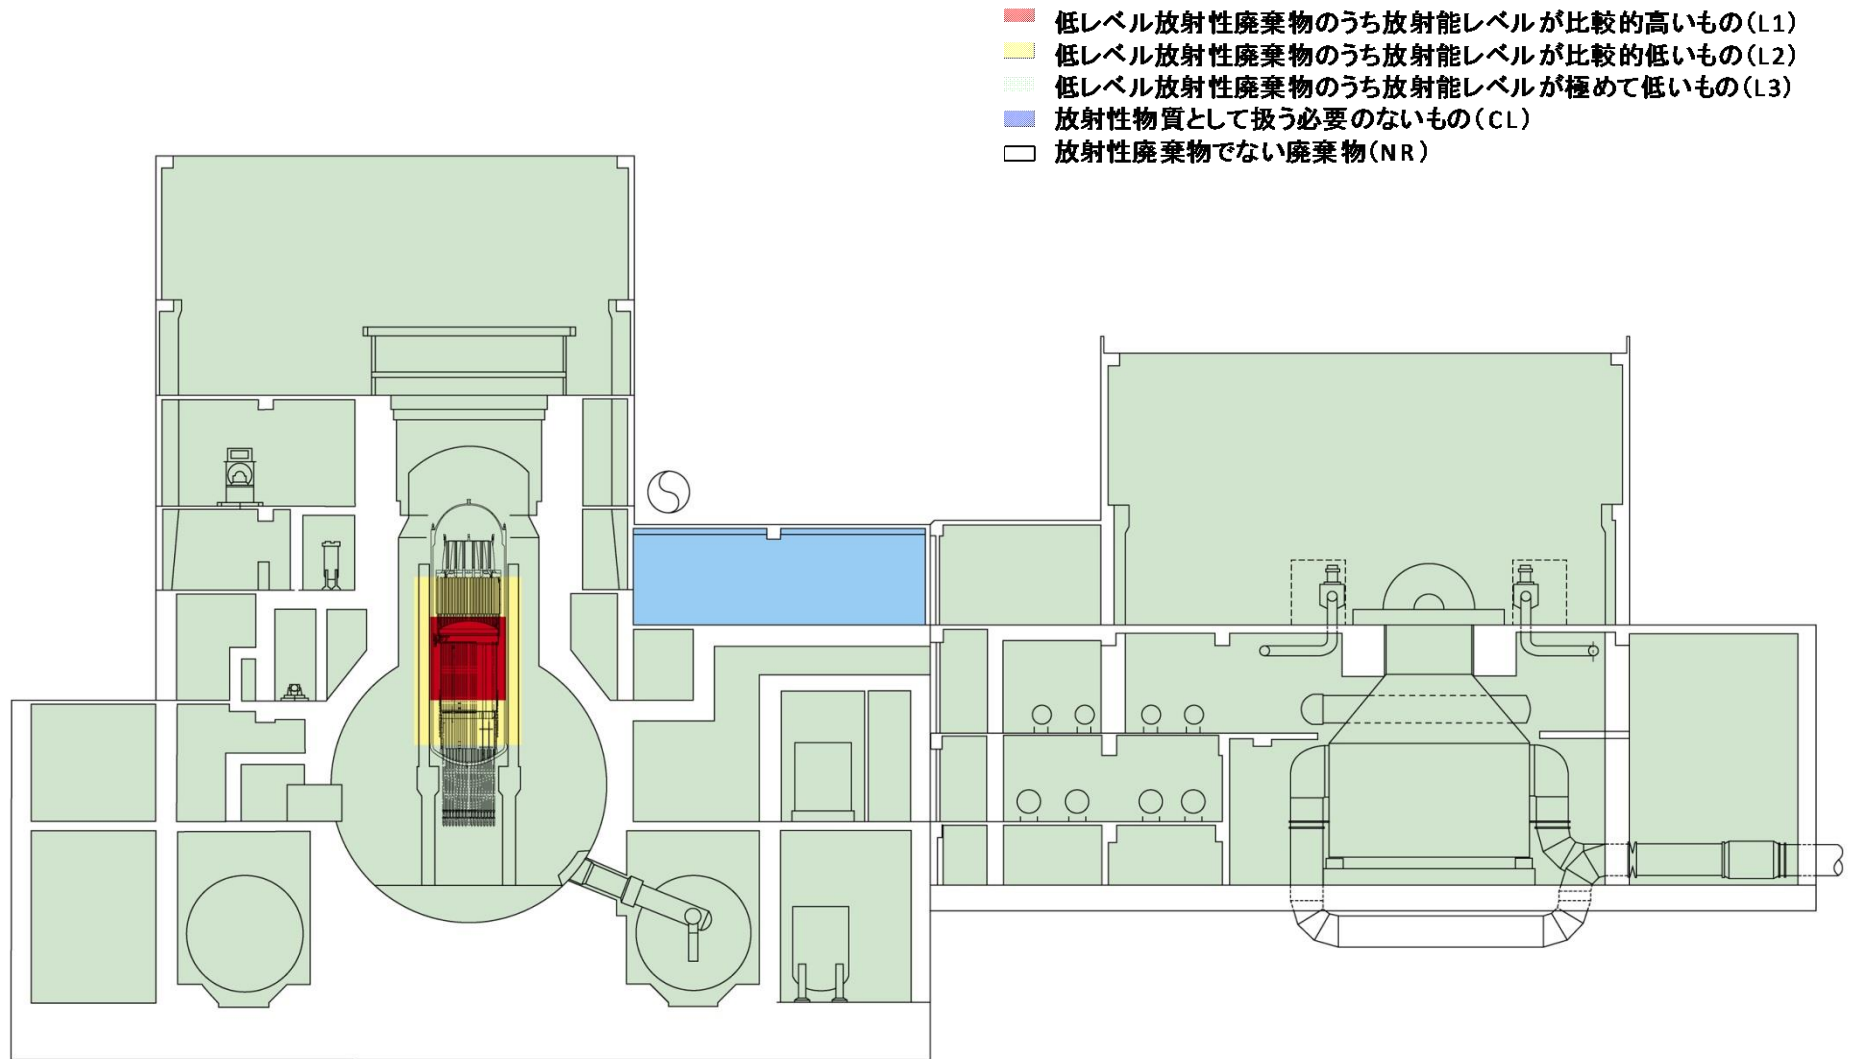 低レベル放射性廃棄物のうち放射能レベルが比較的高いもの(L1)
低レベル放射性廃棄物のうち放射能レベルが比較的低いもの(L2)
低レベル放射性廃棄物のうち放射能レベルが極めて低いもの(L3)
放射性物質として扱う必要のないもの(CL)
放射性廃棄物でない廃棄物(NR)